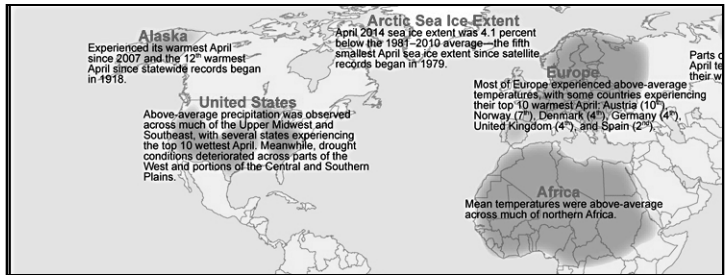 Alaska
Experienced its warmest April
since 2007 and the 12th warmest
April since statewide records began
in 1918.
Arctic Sea Ice Extent
April 2014 sea ice extent was 4.1 percent
below the 1981–2010 average—the fifth
smallest April sea ice extent since satellite
records began in 1979.
United States
Above-average precipitation was observed
across much of the Upper Midwest and
Southeast, with several states experiencing
the top 10 wettest April. Meanwhile, drought
conditions deteriorated across parts of the
West and portions of the Central and Southern
Plains.
Europe
Most of Europe experienced above-average
temperatures, with some countries experiencing
their top 10 warmest April: Austria (10th),
Norway (7th), Denmark (4th), Germany (4th),
United Kingdom (4th), and Spain (2nd).
Africa
Mean temperatures were above-average
across much of northern Africa.
Parts
April
their